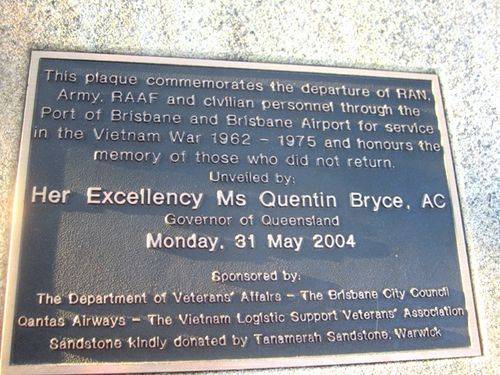 This plaque commemorates the departure of RAN,
Army, RAAF and civilian personnel through the
Port of Brisbane and Brisbane Airport for service
in the Vietnam War 1962 - 1975 and honours the
memory of those who did not return.
Unveiled by:
Her Excellency Ms Quentin Bryce, AC
Governor of Queensland
Monday, 31 May 2004
Sponsored by:
The Department of Veterans' Affairs - The Brisbane City Council
Qantas Airways - The Vietnam Logistic Support Veterans' Association
Sandstone kindly donated by Tanamerah Sandstone, Warwick